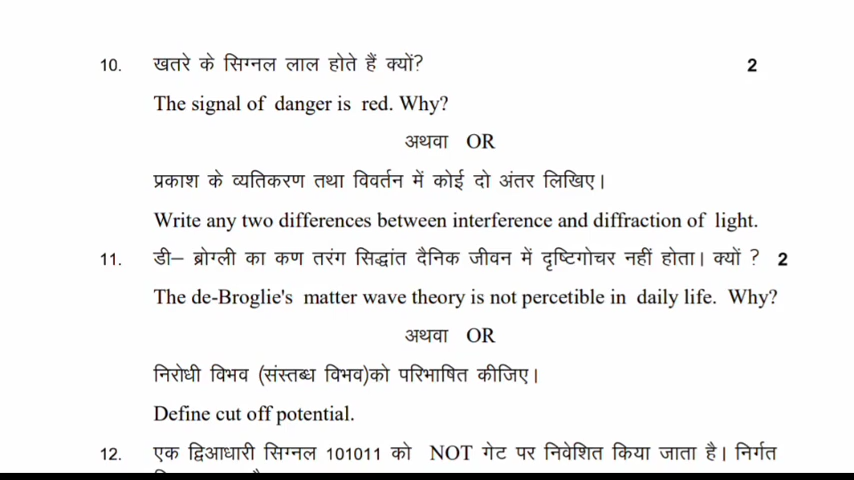 10. खतरे के सिग्नल लाल होते हैं क्यों? 2
The signal of danger is red. Why?
अथवा OR
प्रकाश के व्यतिकरण तथा विवर्तन में कोई दो अंतर लिखिए।
Write any two differences between interference and diffraction of light.
11. डी– ब्रोग्ली का कण तरंग सिद्धांत दैनिक जीवन में दृष्टिगोचर नहीं होता। क्यों ? 2
The de-Broglie's matter wave theory is not percetible in daily life. Why?
अथवा OR
निरोधी विभव (संस्तब्ध विभव)को परिभाषित कीजिए।
Define cut off potential.
12. एक द्विआधारी सिग्नल 101011 को NOT गेट पर निवेशित किया जाता है। निर्गत